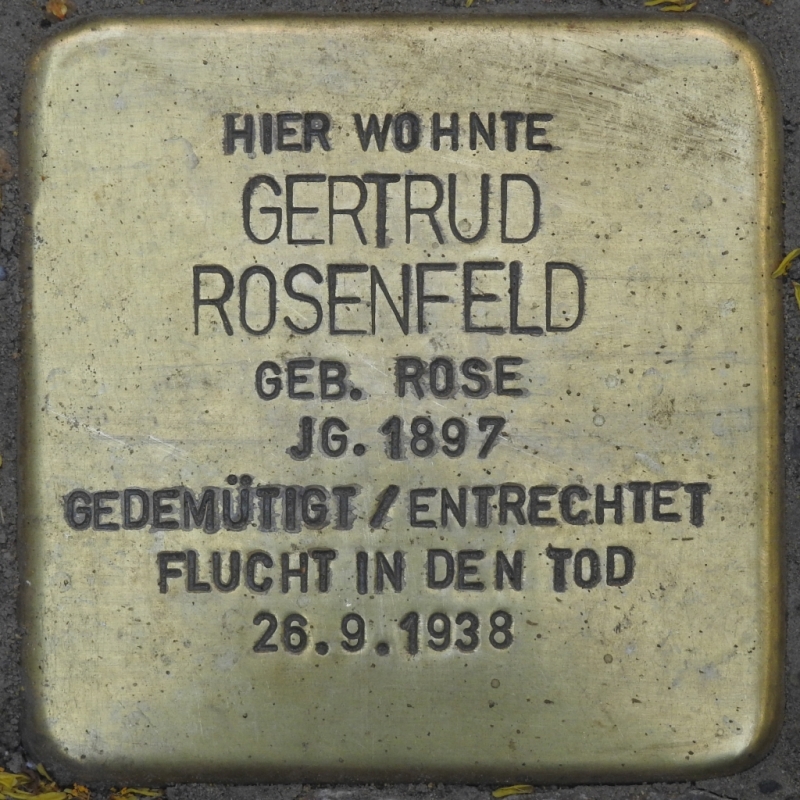 HIER WOHNTE
GERTRUD
ROSENFELD
GEB. ROSE
JG. 1897
GEDEMÜTIGT / ENTRECHTET
FLUCHT IN DEN TOD
26.9.1938